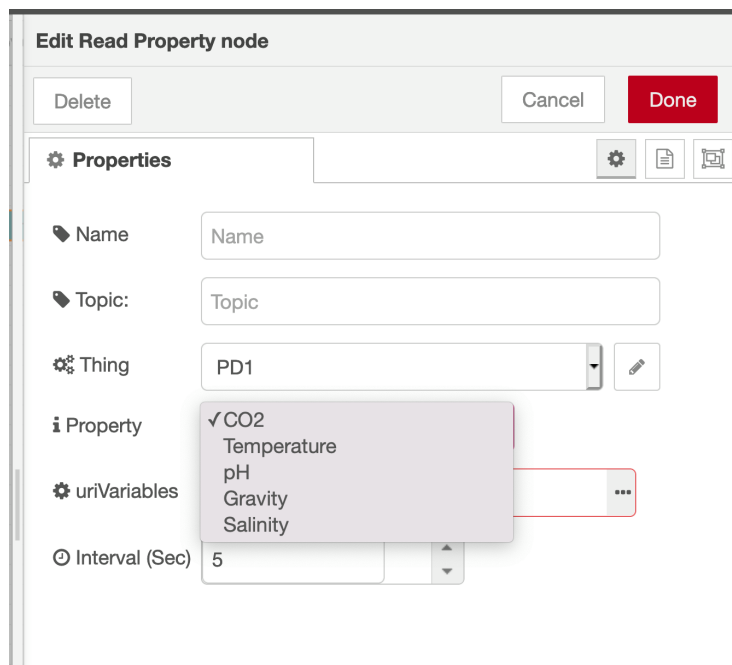 Edit Read Property node
Delete
Cancel
Done
Properties
Name
Name
Topic:
Topic
Thing
PD1
Property
✓CO2
Temperature
pH
Gravity
Salinity
uriVariables
Interval (Sec)
5